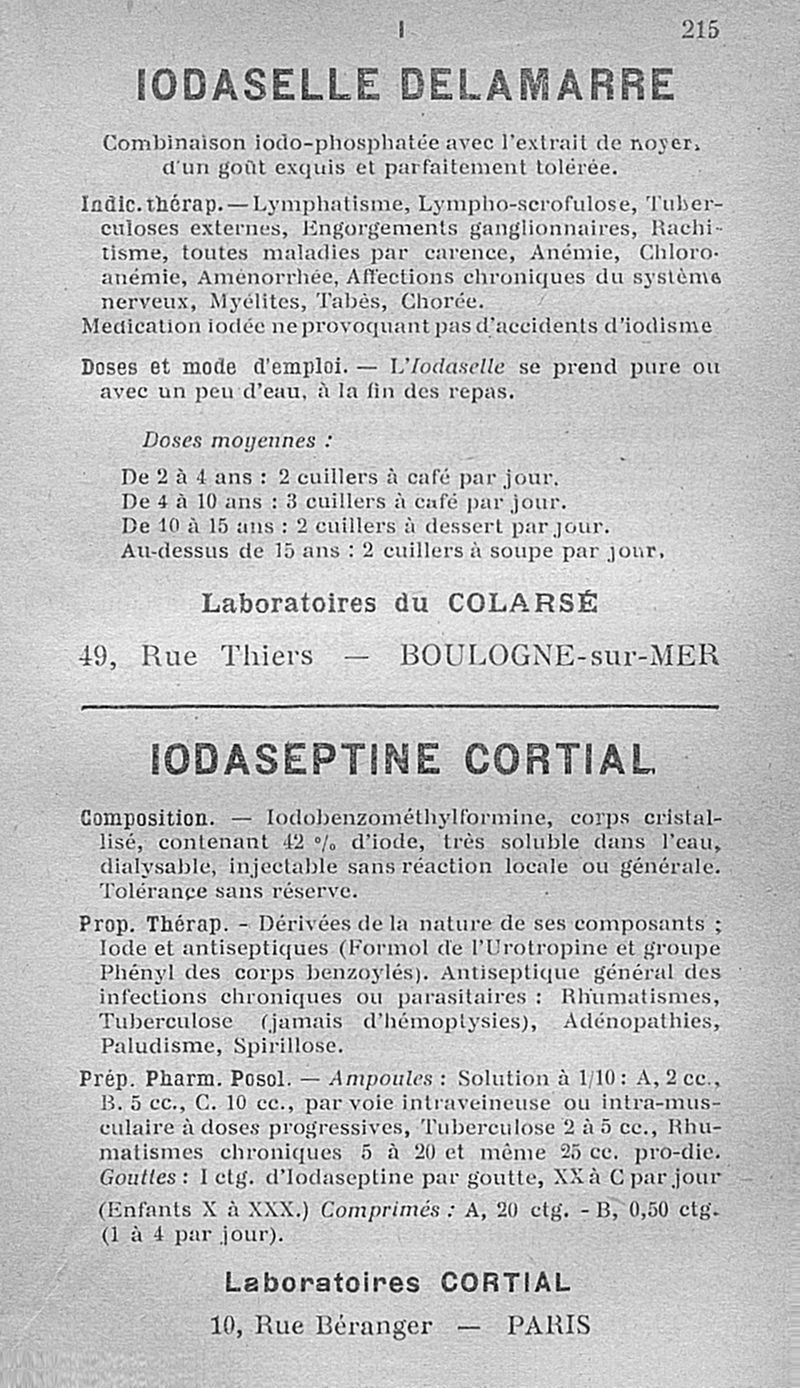 I 215
IODASELLE DELAMARRE
Combinaison iodo-phosphatée avec l'extrait de noyer,
d'un goût exquis et parfaitement tolérée.
Indic. thérap. — Lymphatisme, Lympho-scrofulose, Tuber-
culoses externes, Engorgements ganglionnaires, Rachi-
tisme, toutes maladies par carence, Anémie, Chloro-
anémie, Aménorrhée, Affections chroniques du système
nerveux, Myélites, Tabès, Chorée.
Medication iodée ne provoquant pas d'accidents d'iodisme
Doses et mode d'emploi. — L'Iodaselle se prend pure ou
avec un peu d'eau, à la fin des repas.
Doses moyennes :
De 2 à 4 ans : 2 cuillers à café par jour.
De 4 à 10 ans : 3 cuillers à café par jour.
De 10 à 15 ans : 2 cuillers à dessert par jour.
Au-dessus de 15 ans : 2 cuillers à soupe par jour.
Laboratoires du COLARSÉ
49, Rue Thiers — BOULOGNE-sur-MER
IODASEPTINE CORTIAL
Composition. — Iodobenzométhylformine, corps cristal-
lisé, contenant 42 % d'iode, très soluble dans l'eau,
dialysable, injectable sans réaction locale ou générale.
Tolérance sans réserve.
Prop. Thérap. - Dérivées de la nature de ses composants ;
Iode et antiseptiques (Formol de l'Urotropine et groupe
Phényl des corps benzoylés). Antiseptique général des
infections chroniques ou parasitaires : Rhumatismes,
Tuberculose (jamais d'hémoptysies), Adénopathies,
Paludisme, Spirillose.
Prép. Pharm. Posol. — Ampoules : Solution à 1/10 : A, 2 cc.,
B. 5 cc., C. 10 cc., par voie intraveineuse ou intra-mus-
culaire à doses progressives, Tuberculose 2 à 5 cc., Rhu-
matismes chroniques 5 à 20 et même 25 cc. pro-die.
Gouttes : I ctg. d'Iodaseptine par goutte, XX à C par jour
(Enfants X à XXX.) Comprimés : A, 20 ctg. - B, 0,50 ctg.
(1 à 4 par jour).
Laboratoires CORTIAL
10, Rue Béranger — PARIS